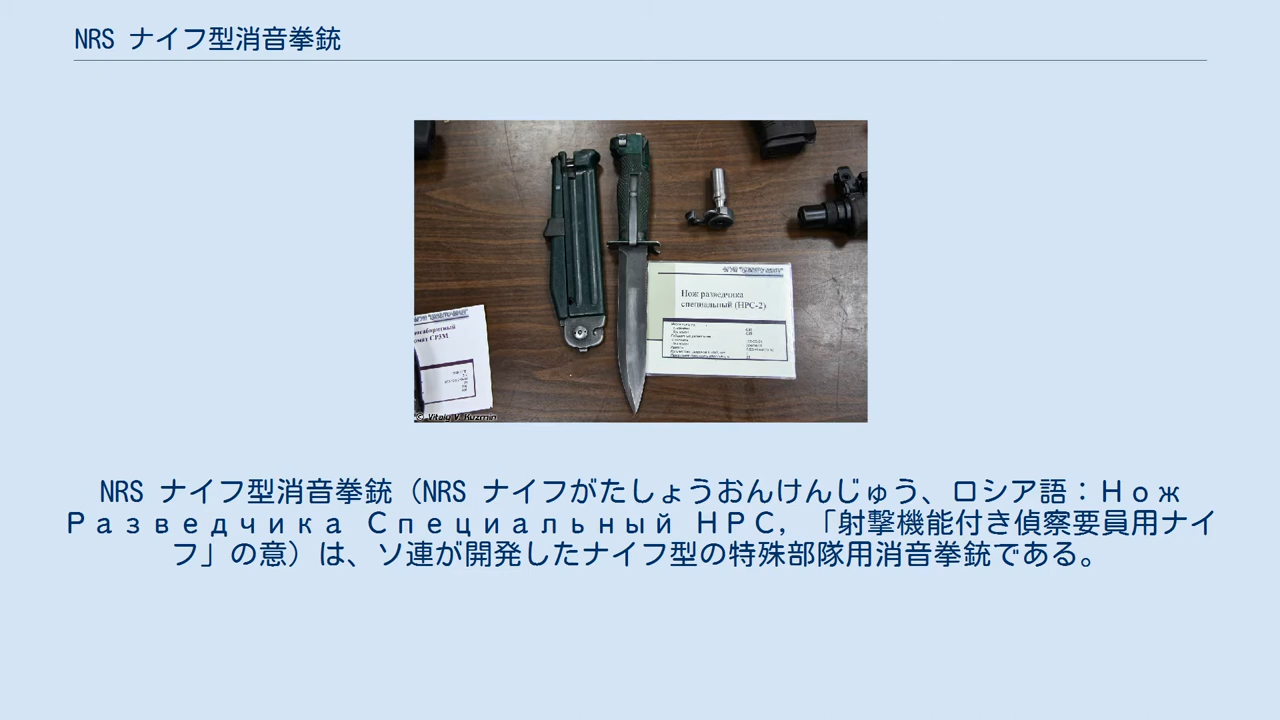 NRS ナイフ型消音拳銃
Нож разведчика
специальный (НРС-2)
СР3М
© Vitaly V. Kuzmin
NRS ナイフ型消音拳銃（NRS ナイフがたしょうおんけんじゅう、ロシア語：Нож
Разведчика Специальный НРС, 「射撃機能付き偵察要員用ナイ
フ」の意）は、ソ連が開発したナイフ型の特殊部隊用消音拳銃である。